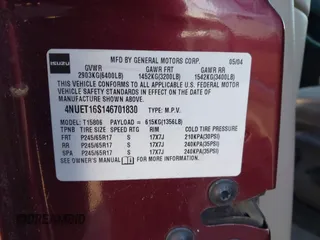 ISUZU MFD BY GENERAL MOTORS CORP. 05/04
GVWR GAWR FRT GAWR RR
2903KG(6400LB) 1452KG(3200LB) 1542KG(3400LB)
THIS VEHICLE CONFORMS TO ALL APPLICABLE U.S. FEDERAL MOTOR
VEHICLE SAFETY STANDARDS IN EFFECT ON THE DATE OF
MANUFACTURE SHOWN ABOVE.
4NUET16S146701830 TYPE: M.P.V.
MODEL: T15806 PAYLOAD = 615KG(1356LB)
TPNB TIRE SIZE SPEED RTG RIM COLD TIRE PRESSURE
FRT P245/65R17 S 17X7J 210KPA(30PSI)
RR P245/65R17 S 17X7J 240KPA(35PSI)
SPA P245/65R17 S 17X7J 240KPA(35PSI)
SEE OWNER'S MANUAL FOR ADDITIONAL INFORMATION